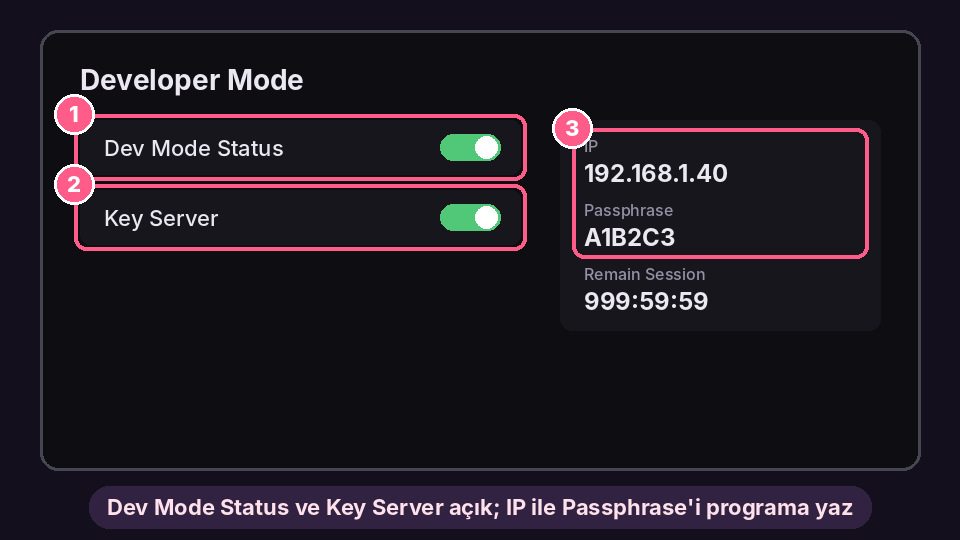 Developer Mode
1
Dev Mode Status
2
Key Server
3
IP
192.168.1.40
Passphrase
A1B2C3
Remain Session
999:59:59
Dev Mode Status ve Key Server açık; IP ile Passphrase'i programa yaz